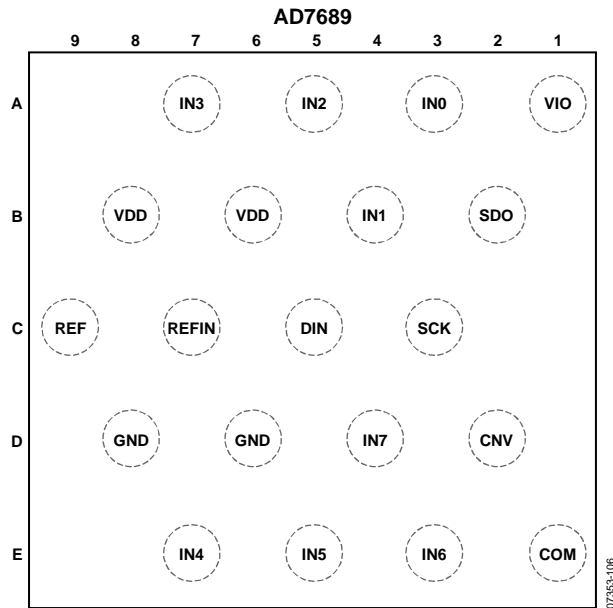 AD7689
9 8 7 6 5 4 3 2 1
A IN3 IN2 IN0 VIO
B VDD VDD IN1 SDO
C REF REFIN DIN SCK
D GND GND IN7 CNV
E IN4 IN5 IN6 COM
07353-106